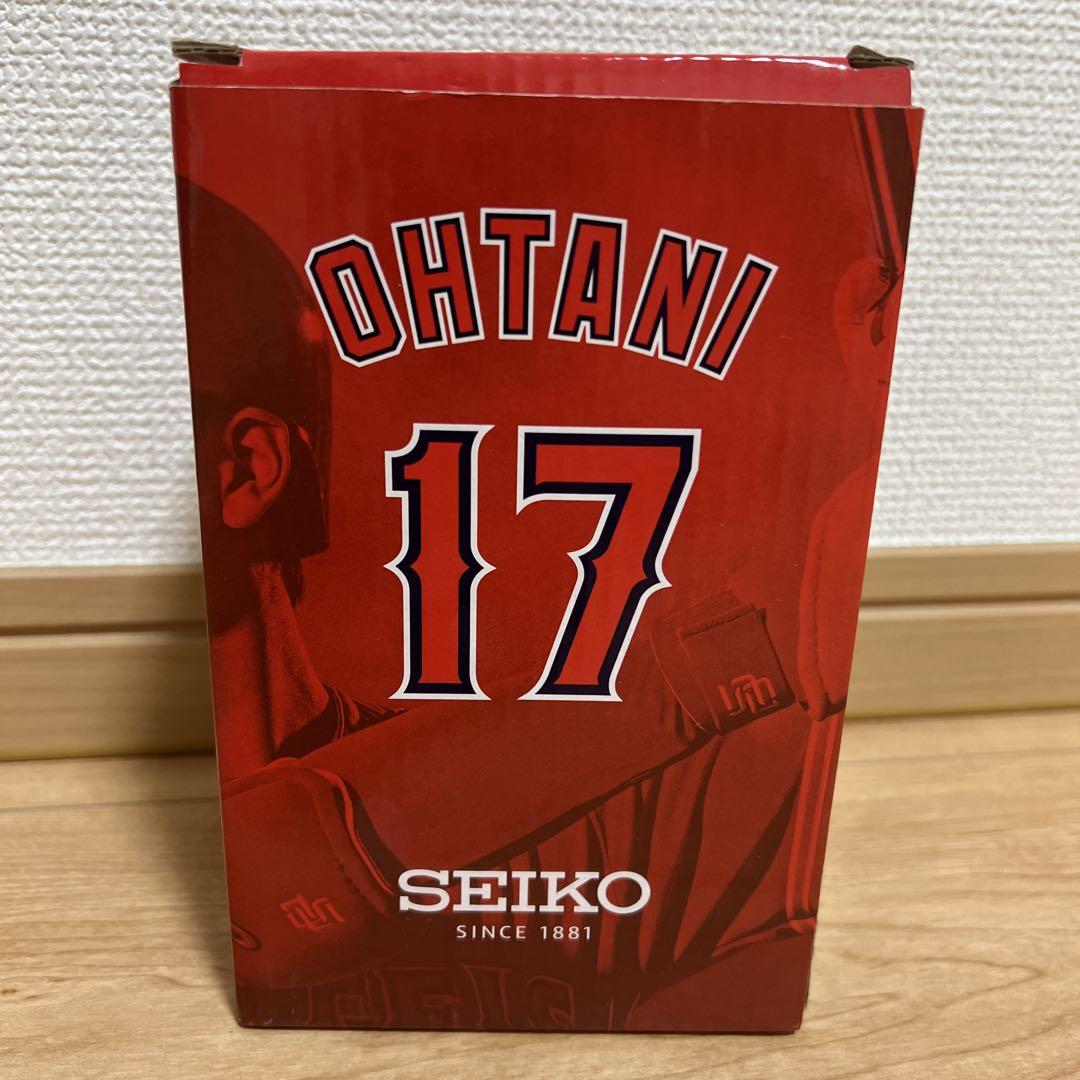 OHTANI
17
SEIKO
SINCE 1881